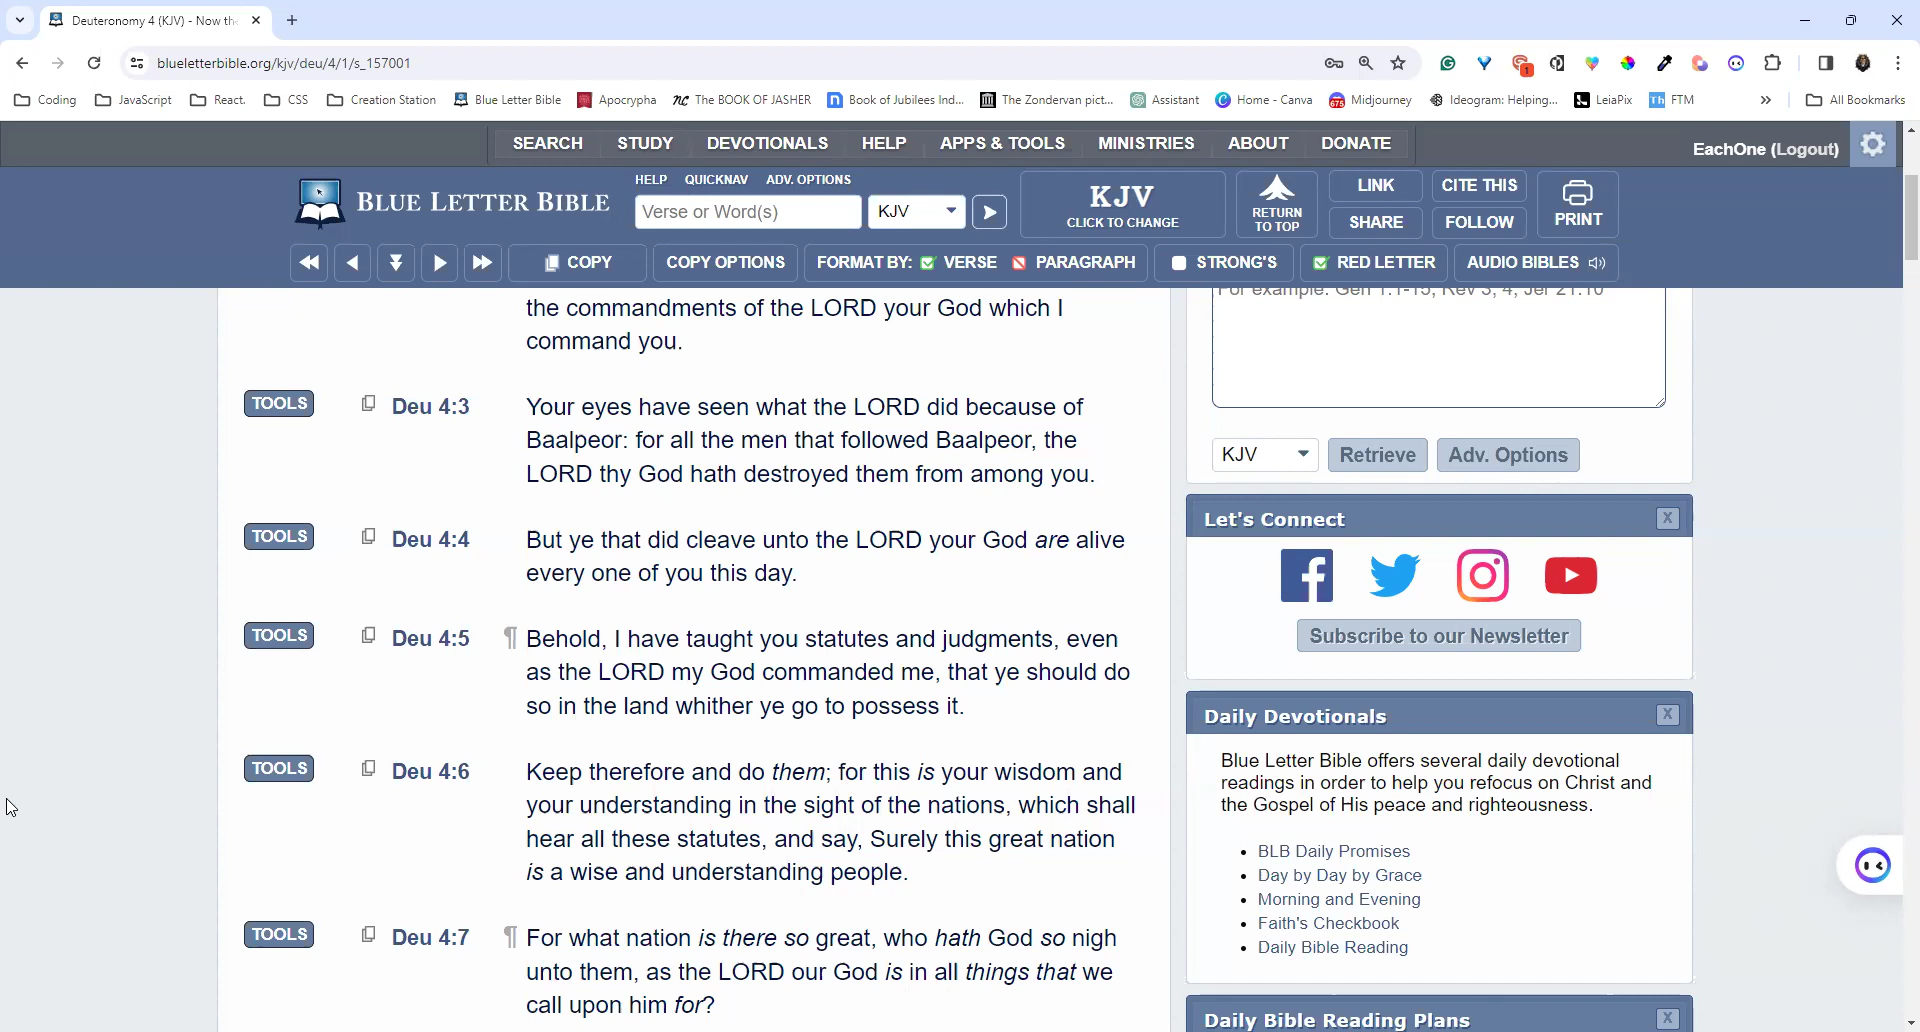 Deuteronomy 4 (KJV) - Now th
blueletterbible.org/kjv/deu/4/1/s_157001
1
Coding
JavaScript
React.
CSS
Creation Station
Blue Letter Bible
Apocrypha
The BOOK OF JASHER
Book of Jubilees Ind...
The Zondervan pict...
Assistant
Home - Canva
675
Midjourney
Ideogram: Helping...
LeiaPix
Th FTM
»
All Bookmarks
SEARCH STUDY DEVOTIONALS HELP APPS & TOOLS MINISTRIES ABOUT DONATE
EachOne (Logout)
BLUE LETTER BIBLE
HELP QUICKNAV ADV. OPTIONS
Verse or Word(s)
KJV
KJV
CLICK TO CHANGE
RETURN
TO TOP
LINK
CITE THIS
SHARE
FOLLOW
PRINT
COPY
COPY OPTIONS
FORMAT BY: VERSE PARAGRAPH
STRONG'S
RED LETTER
AUDIO BIBLES
the commandments of the LORD your God which I
command you.
TOOLS Deu 4:3 Your eyes have seen what the LORD did because of
Baalpeor: for all the men that followed Baalpeor, the
LORD thy God hath destroyed them from among you.
TOOLS Deu 4:4 But ye that did cleave unto the LORD your God are alive
every one of you this day.
TOOLS Deu 4:5 ¶ Behold, I have taught you statutes and judgments, even
as the LORD my God commanded me, that ye should do
so in the land whither ye go to possess it.
TOOLS Deu 4:6 Keep therefore and do them; for this is your wisdom and
your understanding in the sight of the nations, which shall
hear all these statutes, and say, Surely this great nation
is a wise and understanding people.
TOOLS Deu 4:7 ¶ For what nation is there so great, who hath God so nigh
unto them, as the LORD our God is in all things that we
call upon him for?
For example: Gen 1:1-15; Rev 3; 4; Jer 21:10
KJV Retrieve Adv. Options
Let's Connect X
Subscribe to our Newsletter
Daily Devotionals X
Blue Letter Bible offers several daily devotional
readings in order to help you refocus on Christ and
the Gospel of His peace and righteousness.
• BLB Daily Promises
• Day by Day by Grace
• Morning and Evening
• Faith's Checkbook
• Daily Bible Reading
Daily Bible Reading Plans X